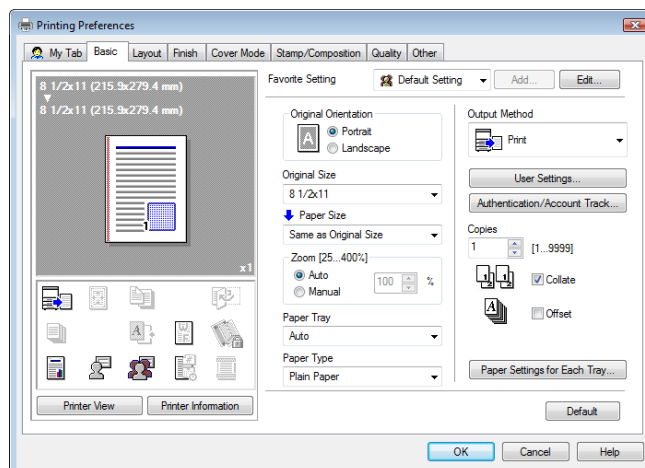 Printing Preferences
My Tab Basic Layout Finish Cover Mode Stamp/Composition Quality Other
8 1/2x11 (215.9x279.4 mm)
8 1/2x11 (215.9x279.4 mm)
x1
Printer View Printer Information
Favorite Setting Default Setting Add... Edit...
Original Orientation
A
Portrait
Landscape
Original Size
8 1/2x11
Paper Size
Same as Original Size
Zoom [25...400%]
Auto
Manual
100 %
Paper Tray
Auto
Paper Type
Plain Paper
Output Method
Print
User Settings...
Authentication/Account Track...
Copies
1 [1...9999]
Collate
Offset
Paper Settings for Each Tray...
Default
OK Cancel Help